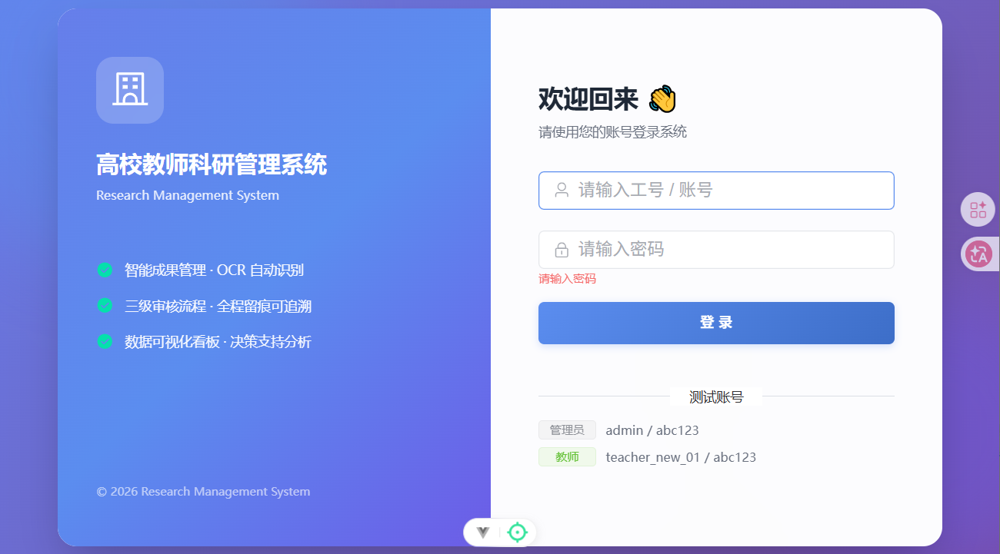 高校教师科研管理系统
Research Management System
智能成果管理 · OCR 自动识别
三级审核流程 · 全程留痕可追溯
数据可视化看板 · 决策支持分析
© 2026 Research Management System
欢迎回来 👋
请使用您的账号登录系统
请输入工号 / 账号
请输入密码
请输入密码
登 录
测试账号
管理员 admin / abc123
教师 teacher_new_01 / abc123